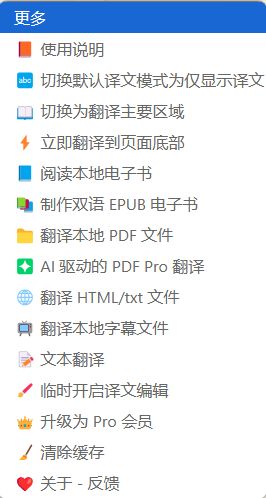 更多
使用说明
abc 切换默认译文模式为仅显示译文
切换为翻译主要区域
立即翻译到页面底部
阅读本地电子书
制作双语 EPUB 电子书
翻译本地 PDF 文件
AI 驱动的 PDF Pro 翻译
翻译 HTML/txt 文件
翻译本地字幕文件
文本翻译
临时开启译文编辑
升级为 Pro 会员
清除缓存
关于 - 反馈